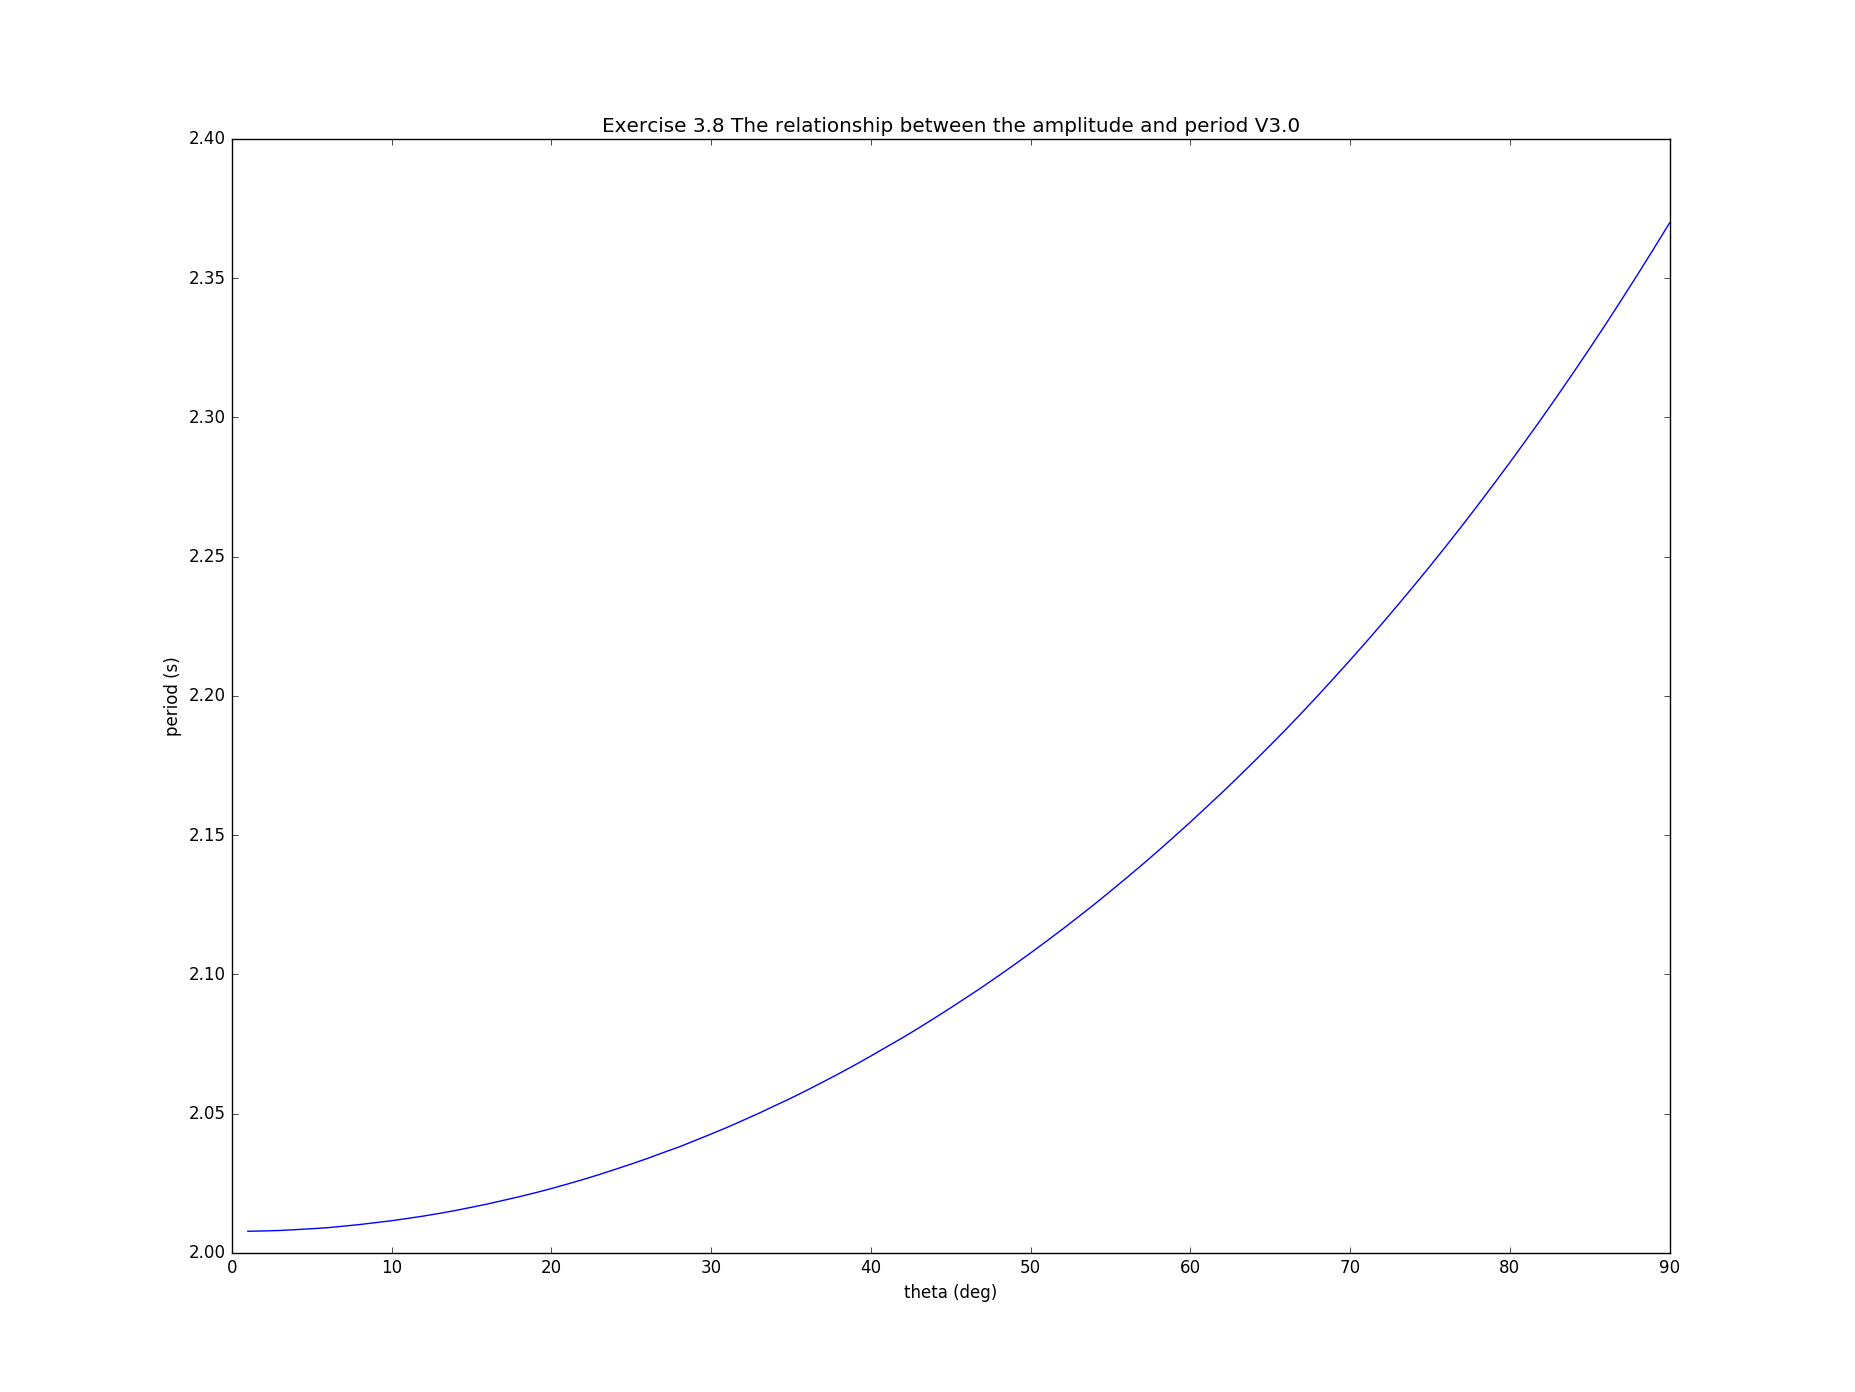 Exercise 3.8 The relationship between the amplitude and period V3.0
2.40
2.35
2.30
2.25
2.20
2.15
2.10
2.05
2.00
period (s)
0 10 20 30 40 50 60 70 80 90
theta (deg)